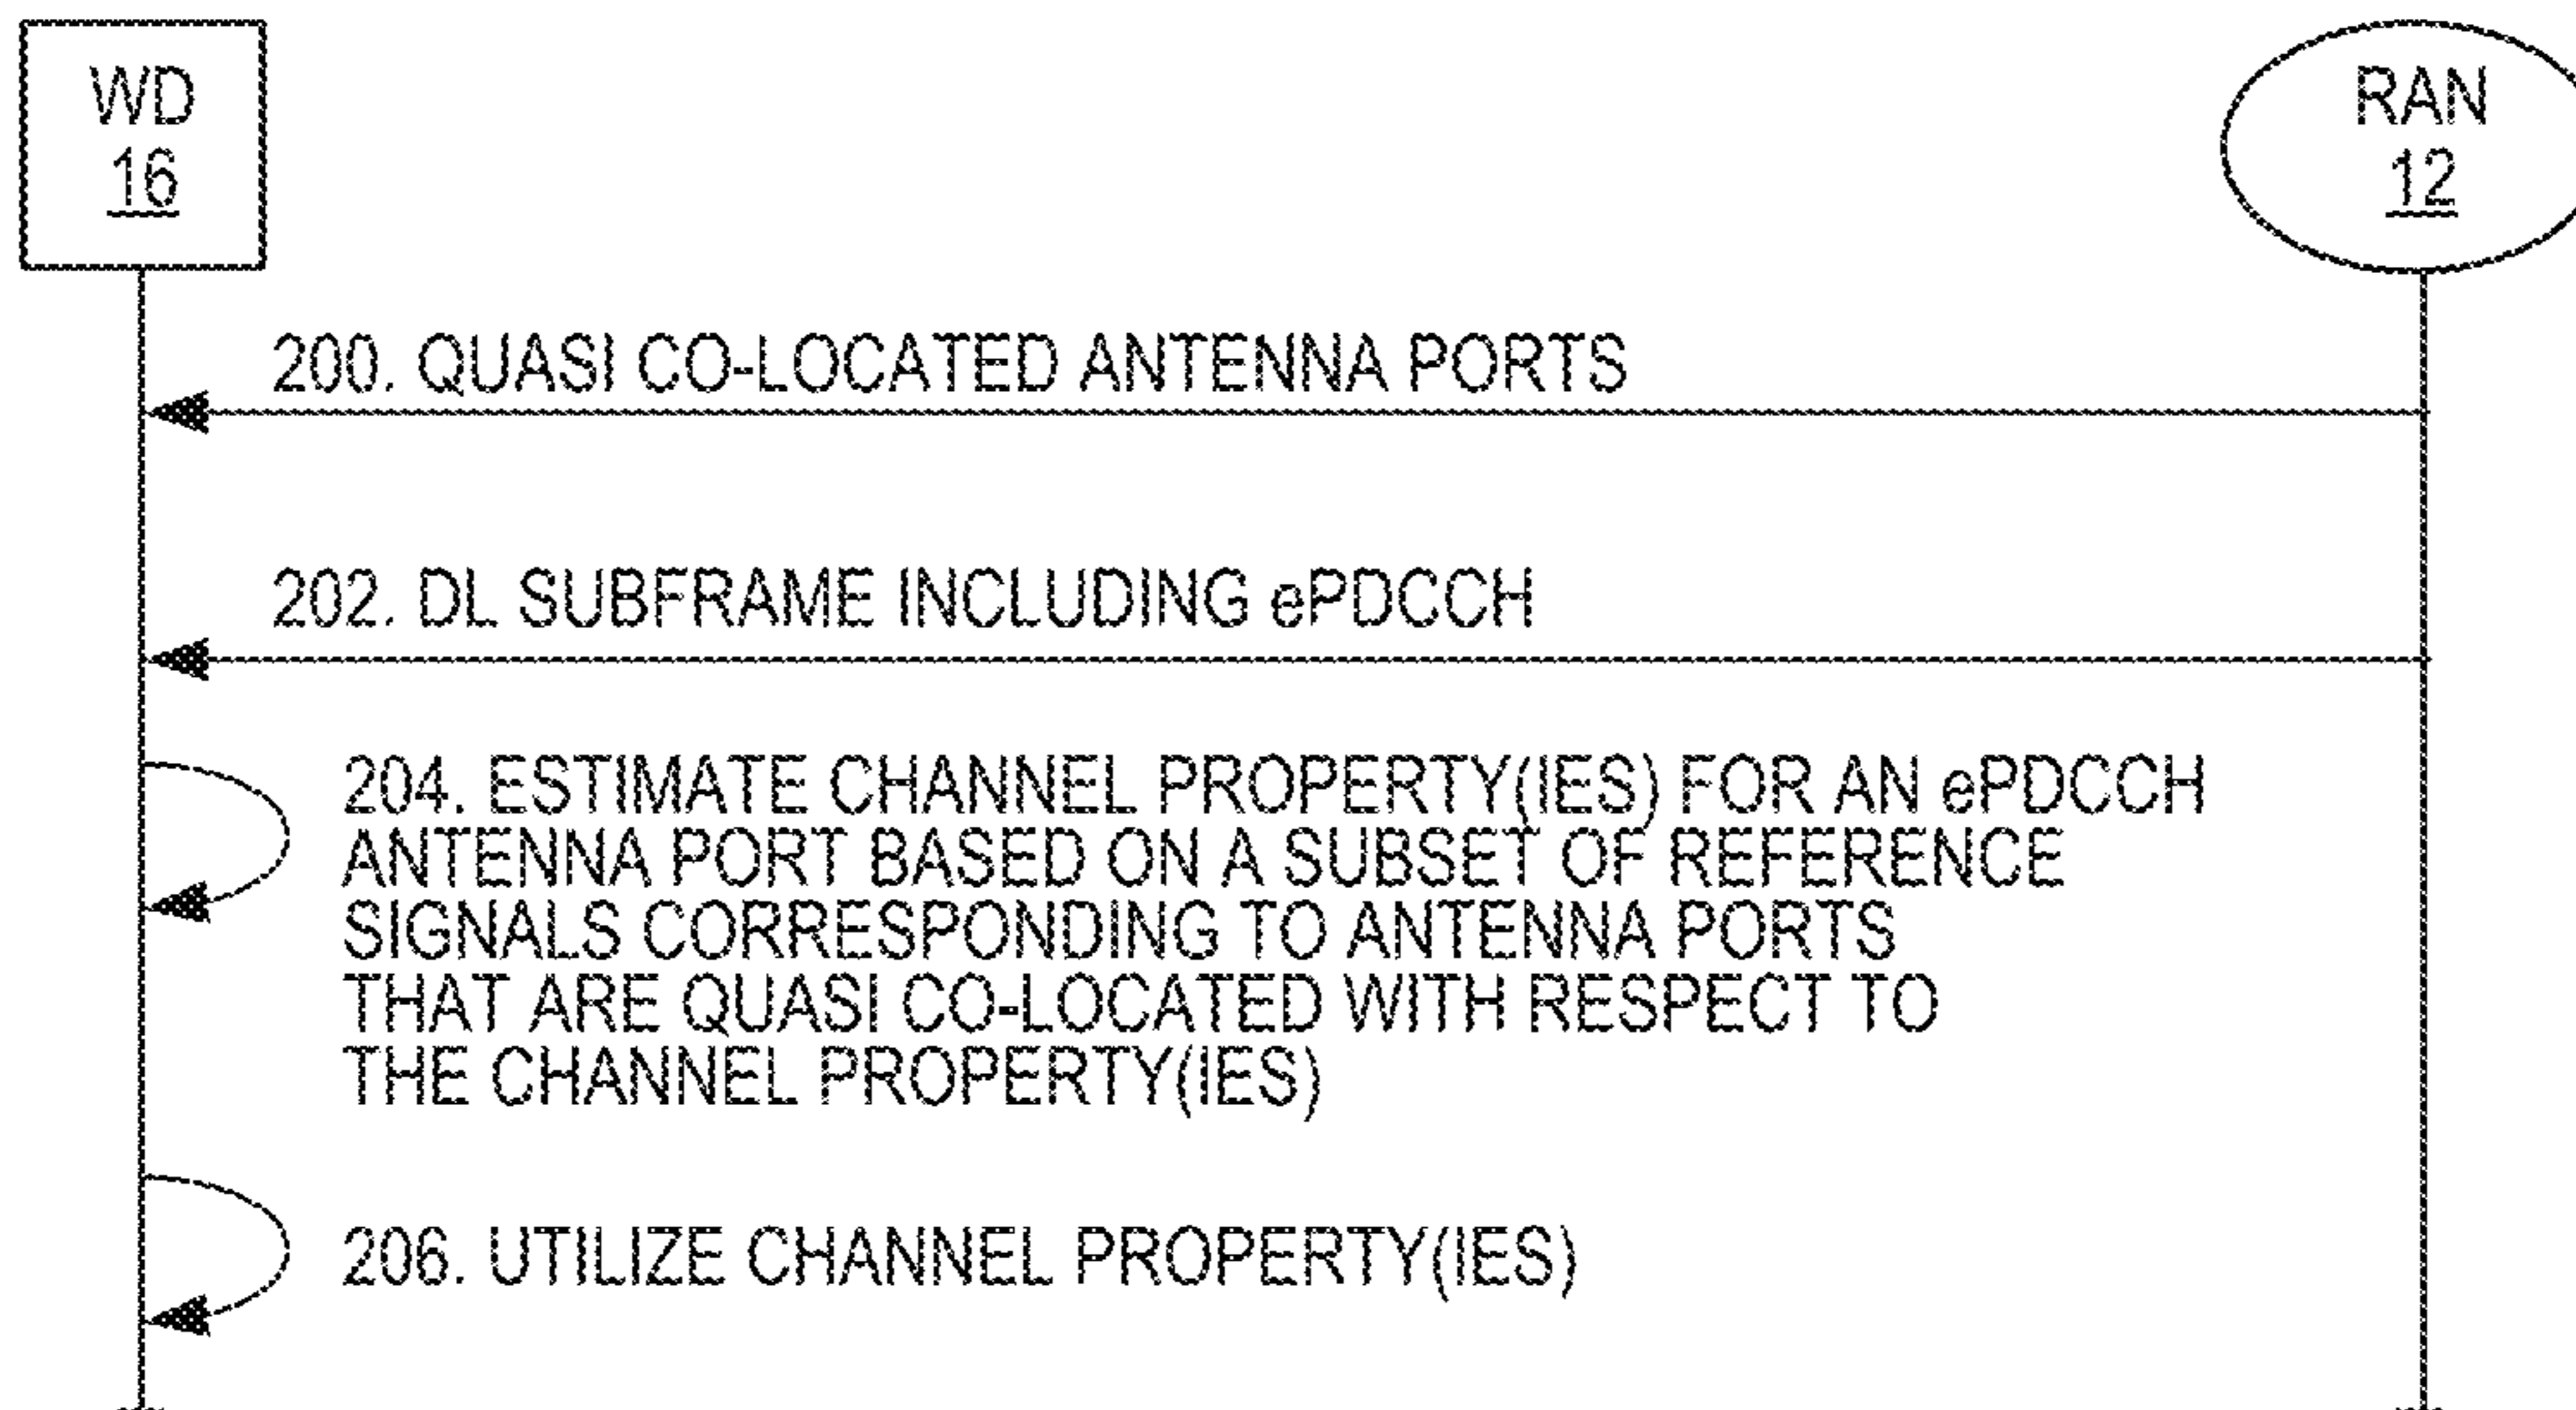 WD
16
RAN
12
200. QUASI CO-LOCATED ANTENNA PORTS
202. DL SUBFRAME INCLUDING ePDCCH
204. ESTIMATE CHANNEL PROPERTY(IES) FOR AN ePDCCH
ANTENNA PORT BASED ON A SUBSET OF REFERENCE
SIGNALS CORRESPONDING TO ANTENNA PORTS
THAT ARE QUASI CO-LOCATED WITH RESPECT TO
THE CHANNEL PROPERTY(IES)
206. UTILIZE CHANNEL PROPERTY(IES)